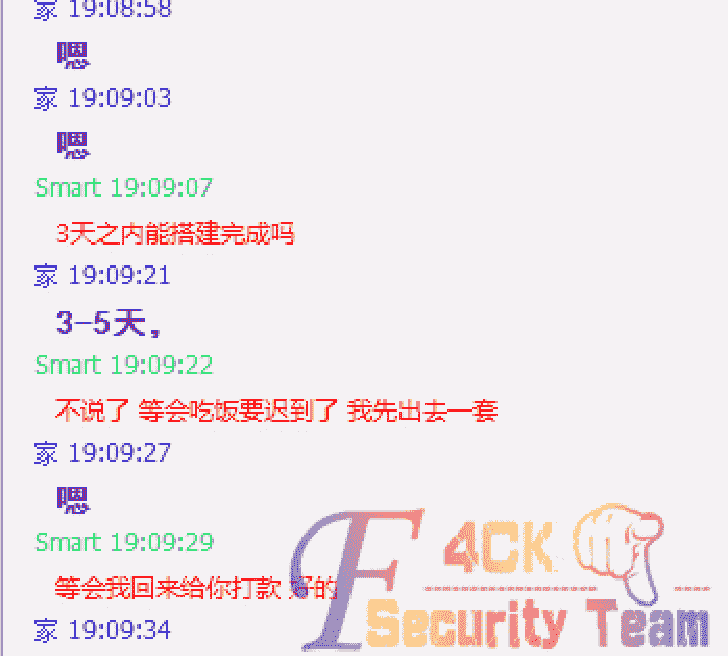 家 19:08:58
嗯
家 19:09:03
嗯
Smart 19:09:07
3天之内能搭建完成吗
家 19:09:21
3-5天,
Smart 19:09:22
不说了 等会吃饭要迟到了 我先出去一套
家 19:09:27
嗯
Smart 19:09:29
等会我回来给你打款 好的
家 19:09:34
F4CK
Security Team